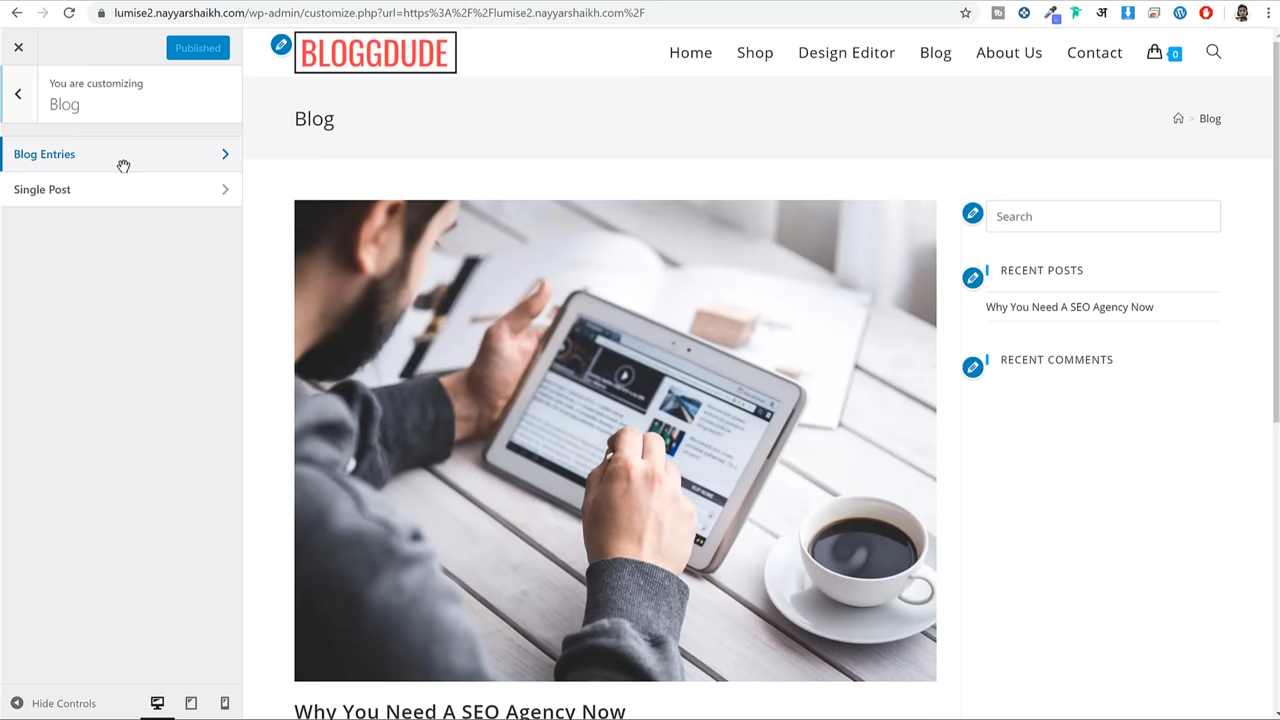 lumise2.nayyarshaikh.com/wp-admin/customize.php?url=https%3A%2F%2Flumise2.nayyarshaikh.com%2F
अ
Published
You are customizing
Blog
Blog Entries
Single Post
Hide Controls
BLOGGDUDE
Home Shop Design Editor Blog About Us Contact 0
Blog
> Blog
Search
RECENT POSTS
Why You Need A SEO Agency Now
RECENT COMMENTS
Why You Need A SEO Agency Now